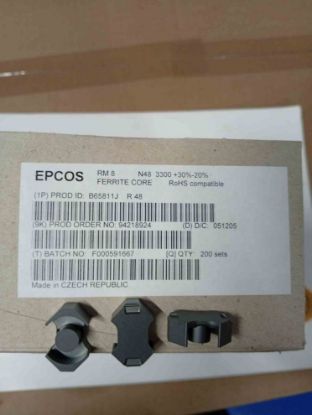 EPCOS RM 8 N48 3300 +30%-20%
FERRITE CORE RoHS compatible
(1P) PROD ID: B65811J R 48
(9K) PROD ORDER NO: 94218924 (D) D/C: 051205
(T) BATCH NO: F000591667 [Q] QTY: 200 sets
Made in CZECH REPUBLIC